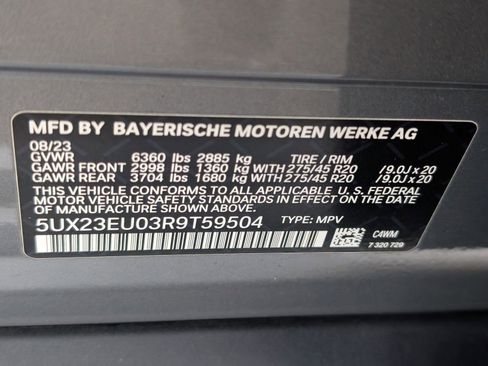 MFD BY BAYERISCHE MOTOREN WERKE AG
08/23
GVWR 6360 lbs 2885 kg TIRE / RIM
GAWR FRONT 2998 lbs 1360 kg WITH 275/45 R20 / 9.0J x 20
GAWR REAR 3704 lbs 1680 kg WITH 275/45 R20 / 9.0J x 20
THIS VEHICLE CONFORMS TO ALL APPLICABLE U. S. FEDERAL
MOTOR VEHICLE SAFETY STANDARDS IN EFFECT ON THE DATE OF
MANUFACTURE SHOWN ABOVE.
5UX23EU03R9T59504 TYPE: MPV
C4WM
7 320 729